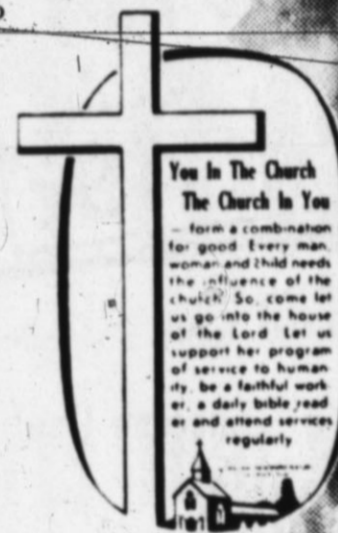 You In The Church
The Church In You
— form a combination
for good. Every man,
woman and child needs
the influence of the
church. So, come let
us go into the house
of the Lord. Let us
support her program
of service to human-
ity, be a faithful work-
er, a daily bible read-
er and attend services
regularly